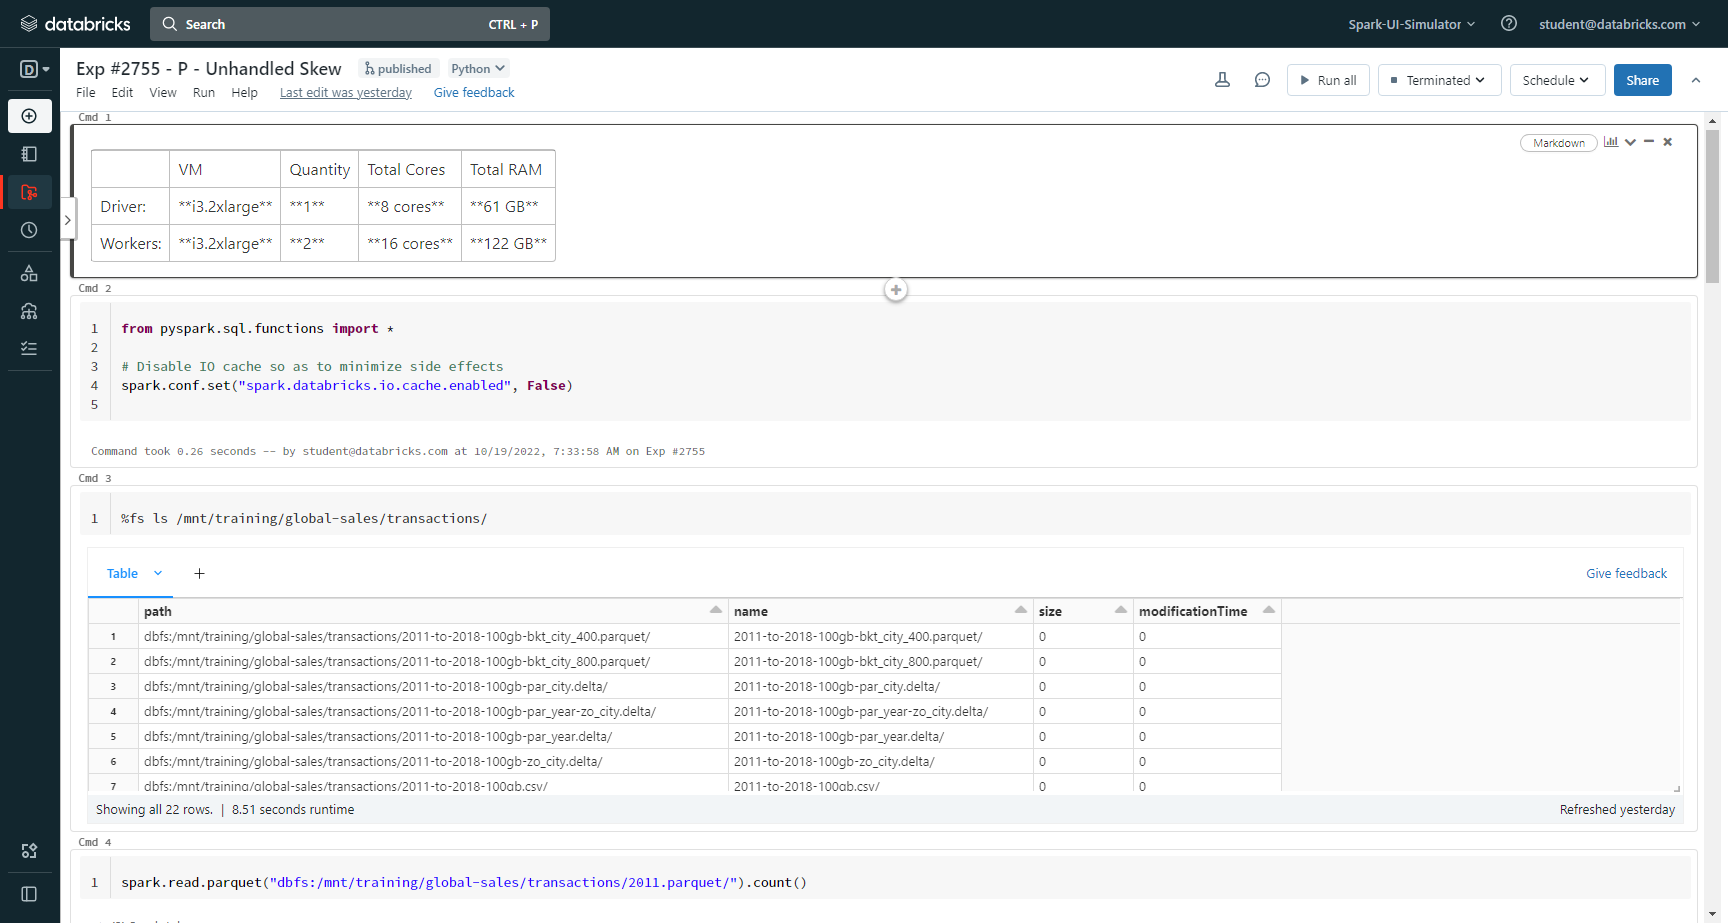 databricks
Search CTRL + P
Spark-UI-Simulator
student@databricks.com
D
Exp #2755 - P - Unhandled Skew published Python
File Edit View Run Help Last edit was yesterday Give feedback
Run all Terminated Schedule Share
Cmd 1
Markdown
VM Quantity Total Cores Total RAM
Driver: **i3.2xlarge** **1** **8 cores** **61 GB**
Workers: **i3.2xlarge** **2** **16 cores** **122 GB**
Cmd 2
1 from pyspark.sql.functions import *
2
3 # Disable IO cache so as to minimize side effects
4 spark.conf.set("spark.databricks.io.cache.enabled", False)
5
Command took 0.26 seconds -- by student@databricks.com at 10/19/2022, 7:33:58 AM on Exp #2755
Cmd 3
1 %fs ls /mnt/training/global-sales/transactions/
Table + Give feedback
path name size modificationTime
1 dbfs:/mnt/training/global-sales/transactions/2011-to-2018-100gb-bkt_city_400.parquet/ 2011-to-2018-100gb-bkt_city_400.parquet/ 0 0
2 dbfs:/mnt/training/global-sales/transactions/2011-to-2018-100gb-bkt_city_800.parquet/ 2011-to-2018-100gb-bkt_city_800.parquet/ 0 0
3 dbfs:/mnt/training/global-sales/transactions/2011-to-2018-100gb-par_city.delta/ 2011-to-2018-100gb-par_city.delta/ 0 0
4 dbfs:/mnt/training/global-sales/transactions/2011-to-2018-100gb-par_year-zo_city.delta/ 2011-to-2018-100gb-par_year-zo_city.delta/ 0 0
5 dbfs:/mnt/training/global-sales/transactions/2011-to-2018-100gb-par_year.delta/ 2011-to-2018-100gb-par_year.delta/ 0 0
6 dbfs:/mnt/training/global-sales/transactions/2011-to-2018-100gb-zo_city.delta/ 2011-to-2018-100gb-zo_city.delta/ 0 0
7 dbfs:/mnt/training/global-sales/transactions/2011-to-2018-100gb.csv/ 2011-to-2018-100gb.csv/ 0 0
Showing all 22 rows. | 8.51 seconds runtime Refreshed yesterday
Cmd 4
1 spark.read.parquet("dbfs:/mnt/training/global-sales/transactions/2011.parquet/").count()